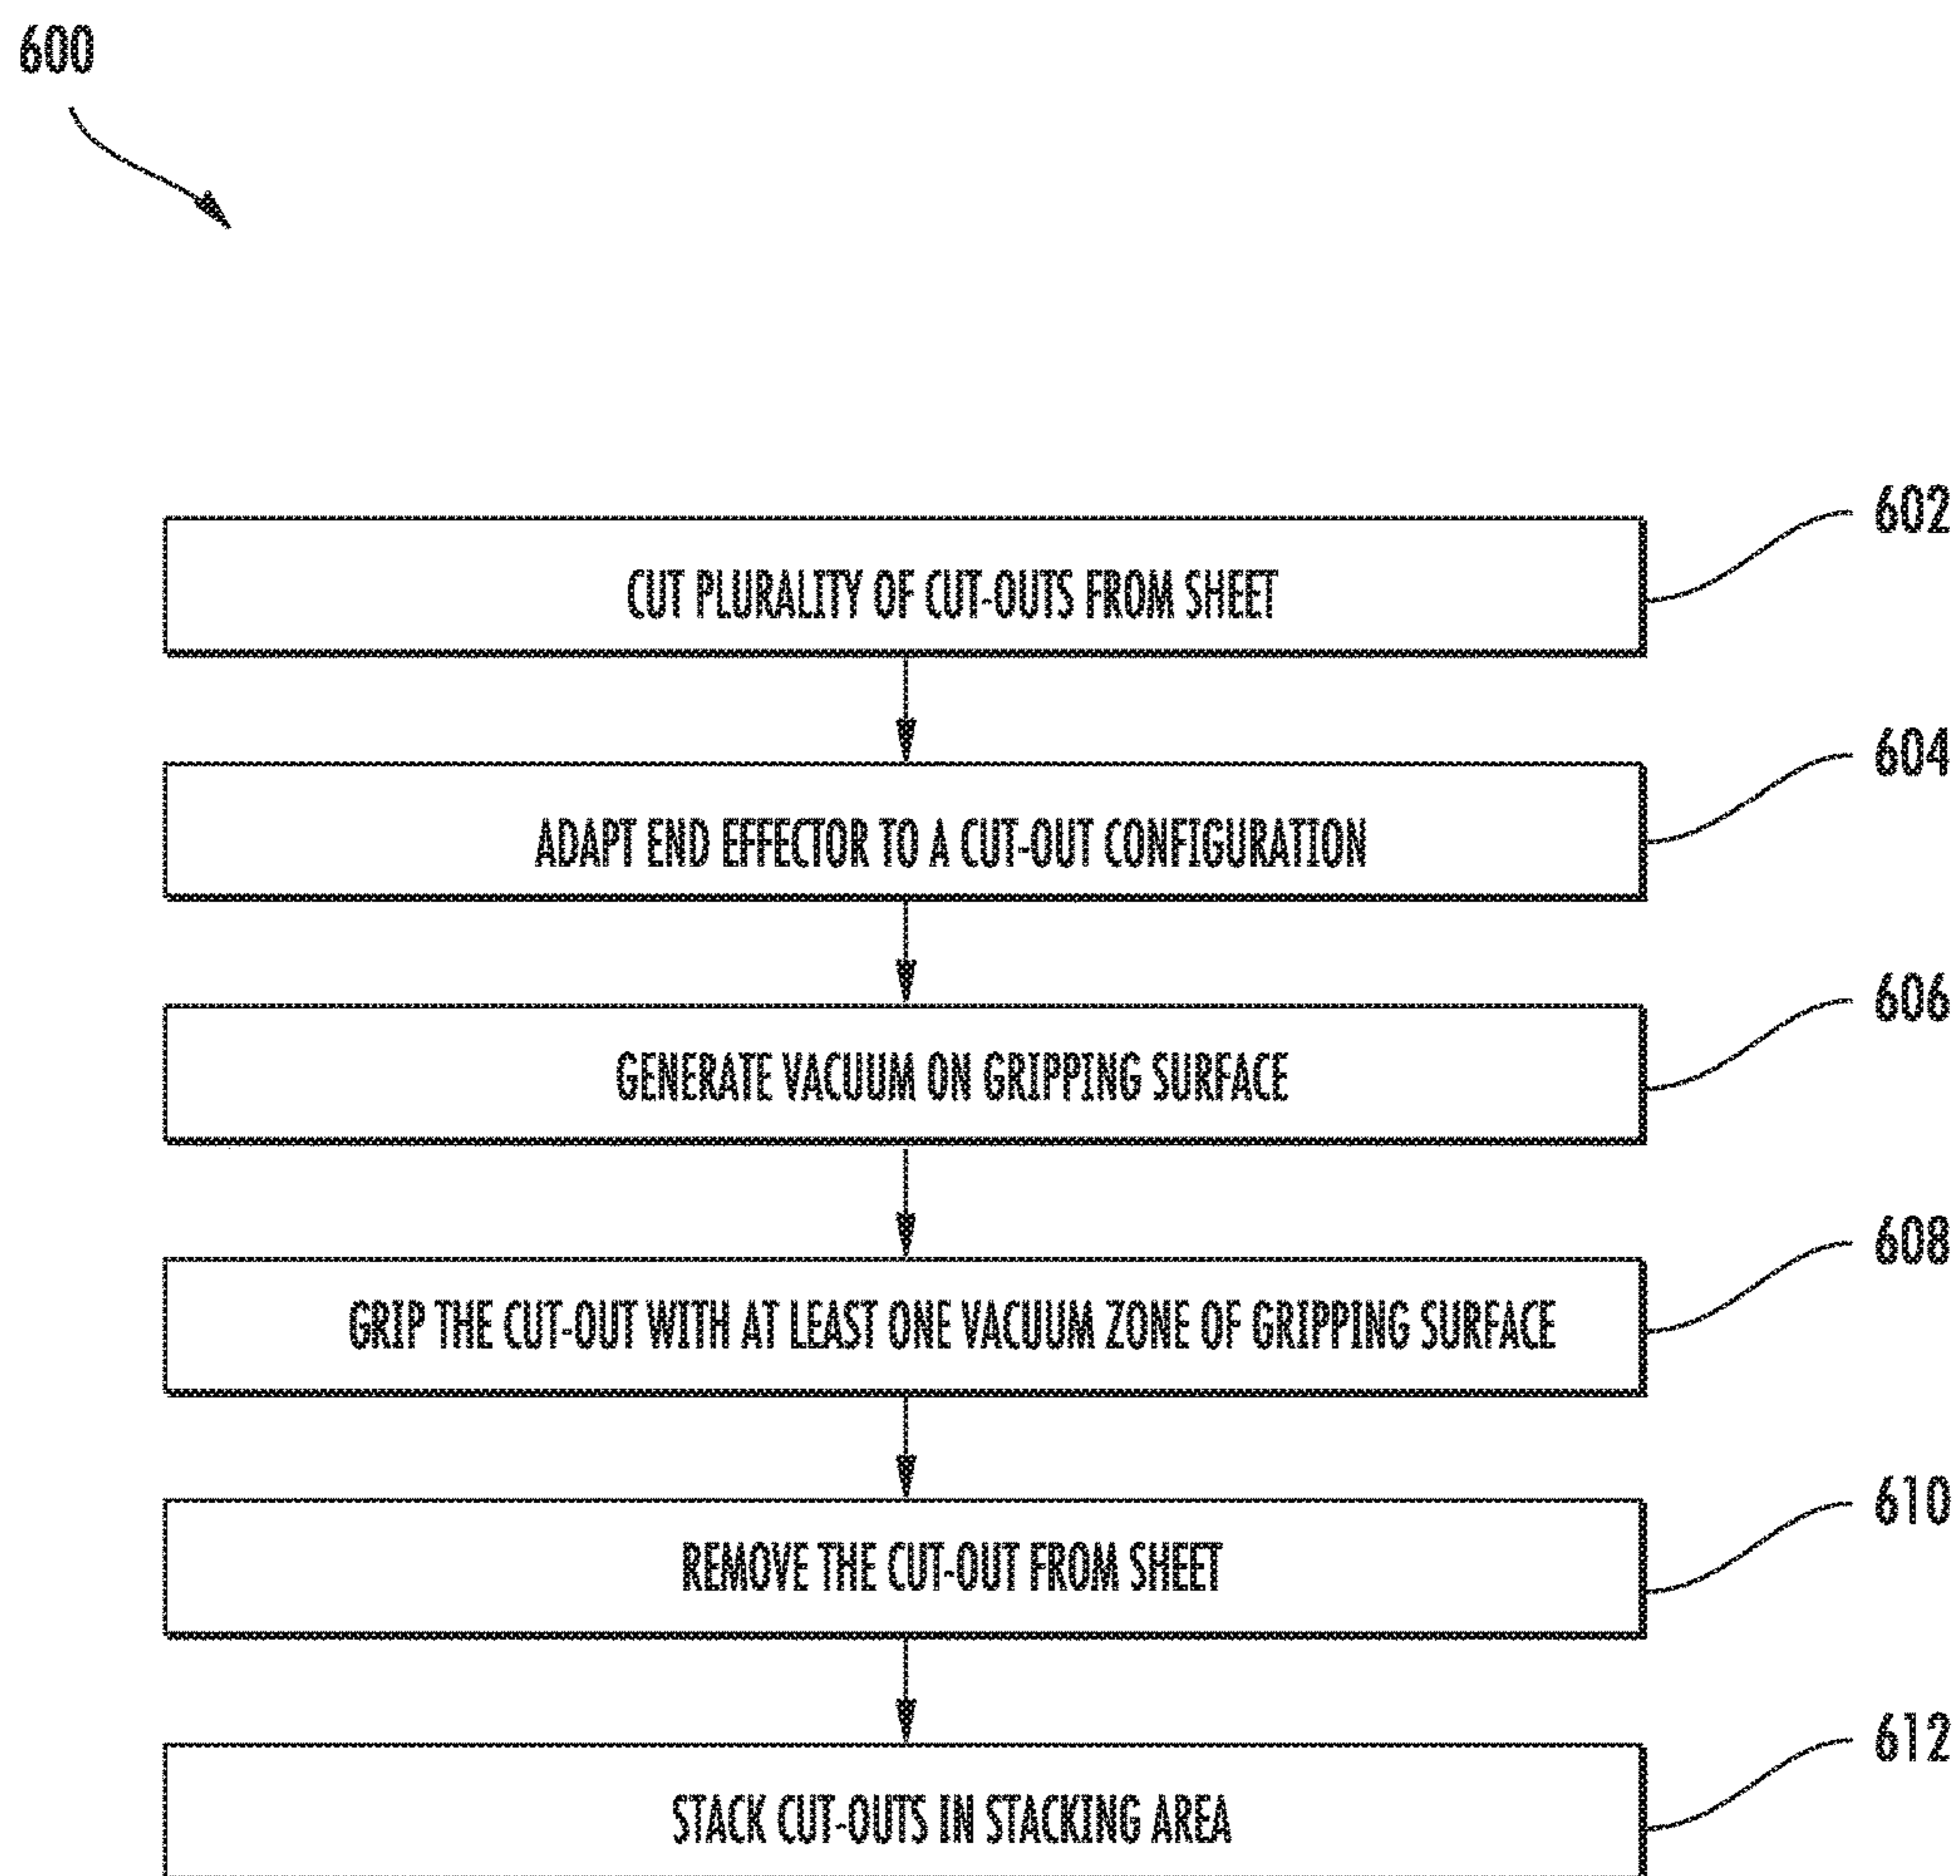 600
602
CUT PLURALITY OF CUT-OUTS FROM SHEET
604
ADAPT END EFFECTOR TO A CUT-OUT CONFIGURATION
606
GENERATE VACUUM ON GRIPPING SURFACE
608
GRIP THE CUT-OUT WITH AT LEAST ONE VACUUM ZONE OF GRIPPING SURFACE
610
REMOVE THE CUT-OUT FROM SHEET
612
STACK CUT-OUTS IN STACKING AREA